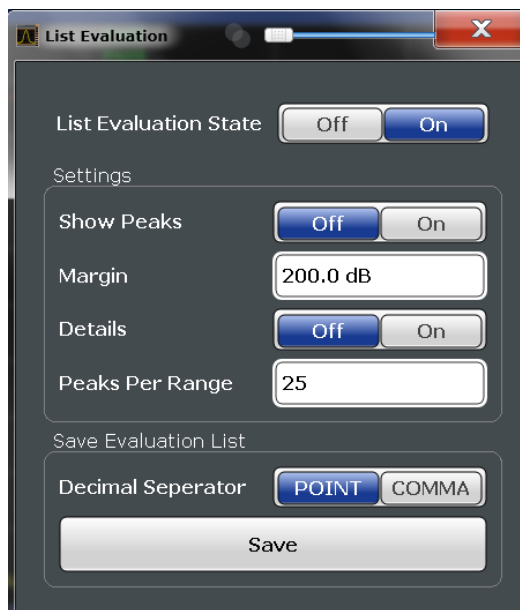 List Evaluation
X
List Evaluation State Off On
Settings
Show Peaks Off On
Margin 200.0 dB
Details Off On
Peaks Per Range 25
Save Evaluation List
Decimal Seperator POINT COMMA
Save